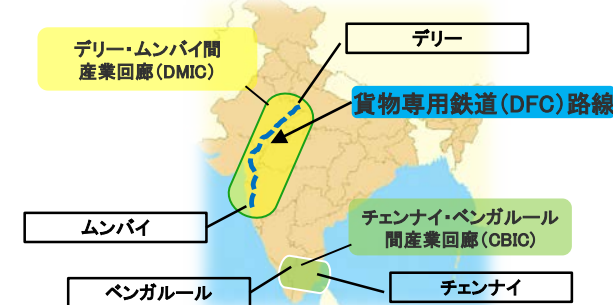 デリー・ムンバイ間
産業回廊(DMIC)
デリー
貨物専用鉄道(DFC)路線
ムンバイ
チェンナイ・ベンガルール
間産業回廊(CBIC)
ベンガルール
チェンナイ